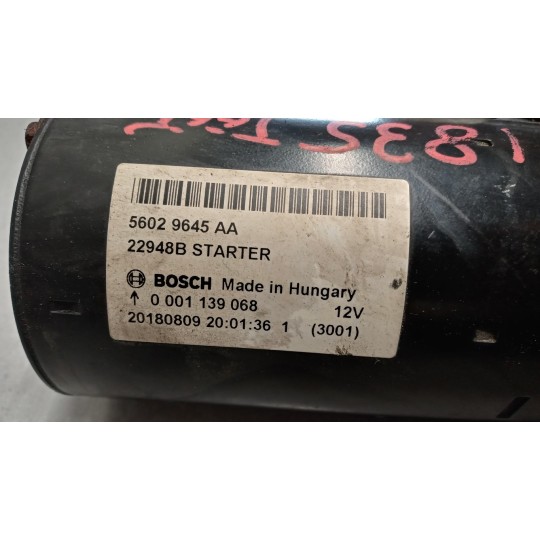 5602 9645 AA
22948B STARTER
BOSCH Made in Hungary
↑ 0 001 139 068 12V
20180809 20:01:36 1 (3001)